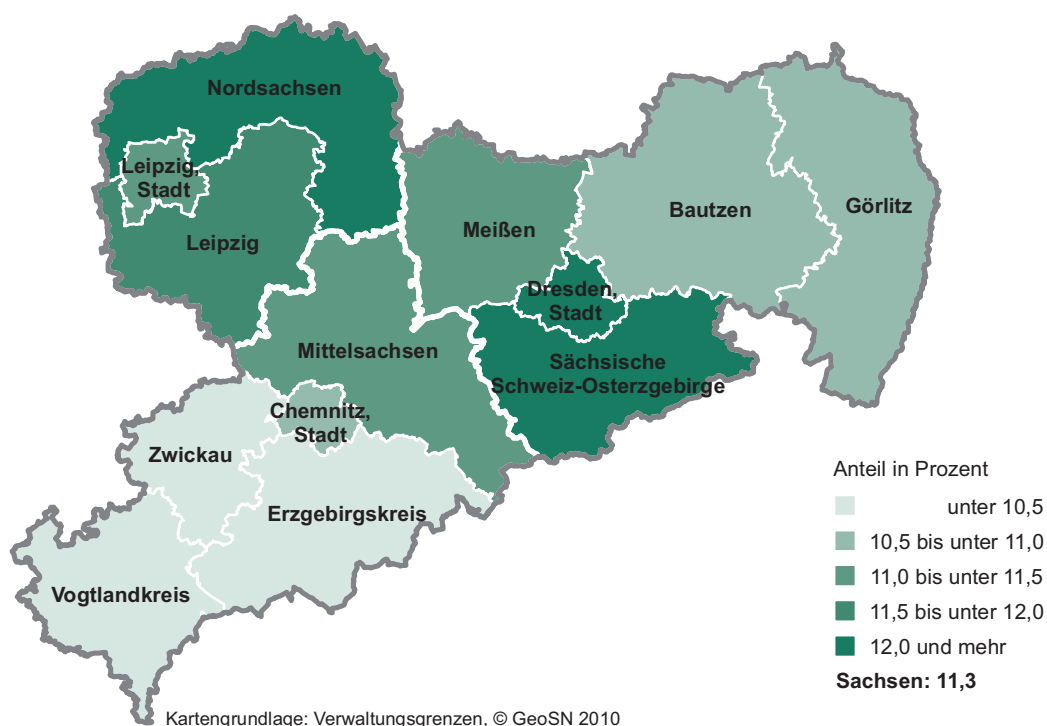 Nordsachsen
Leipzig,
Stadt
Leipzig
Meißen
Bautzen
Görlitz
Dresden,
Stadt
Mittelsachsen
Sächsische
Schweiz-Osterzgebirge
Chemnitz,
Stadt
Zwickau
Erzgebirgskreis
Vogtlandkreis
Anteil in Prozent
unter 10,5
10,5 bis unter 11,0
11,0 bis unter 11,5
11,5 bis unter 12,0
12,0 und mehr
Sachsen: 11,3
Kartengrundlage: Verwaltungsgrenzen, © GeoSN 2010